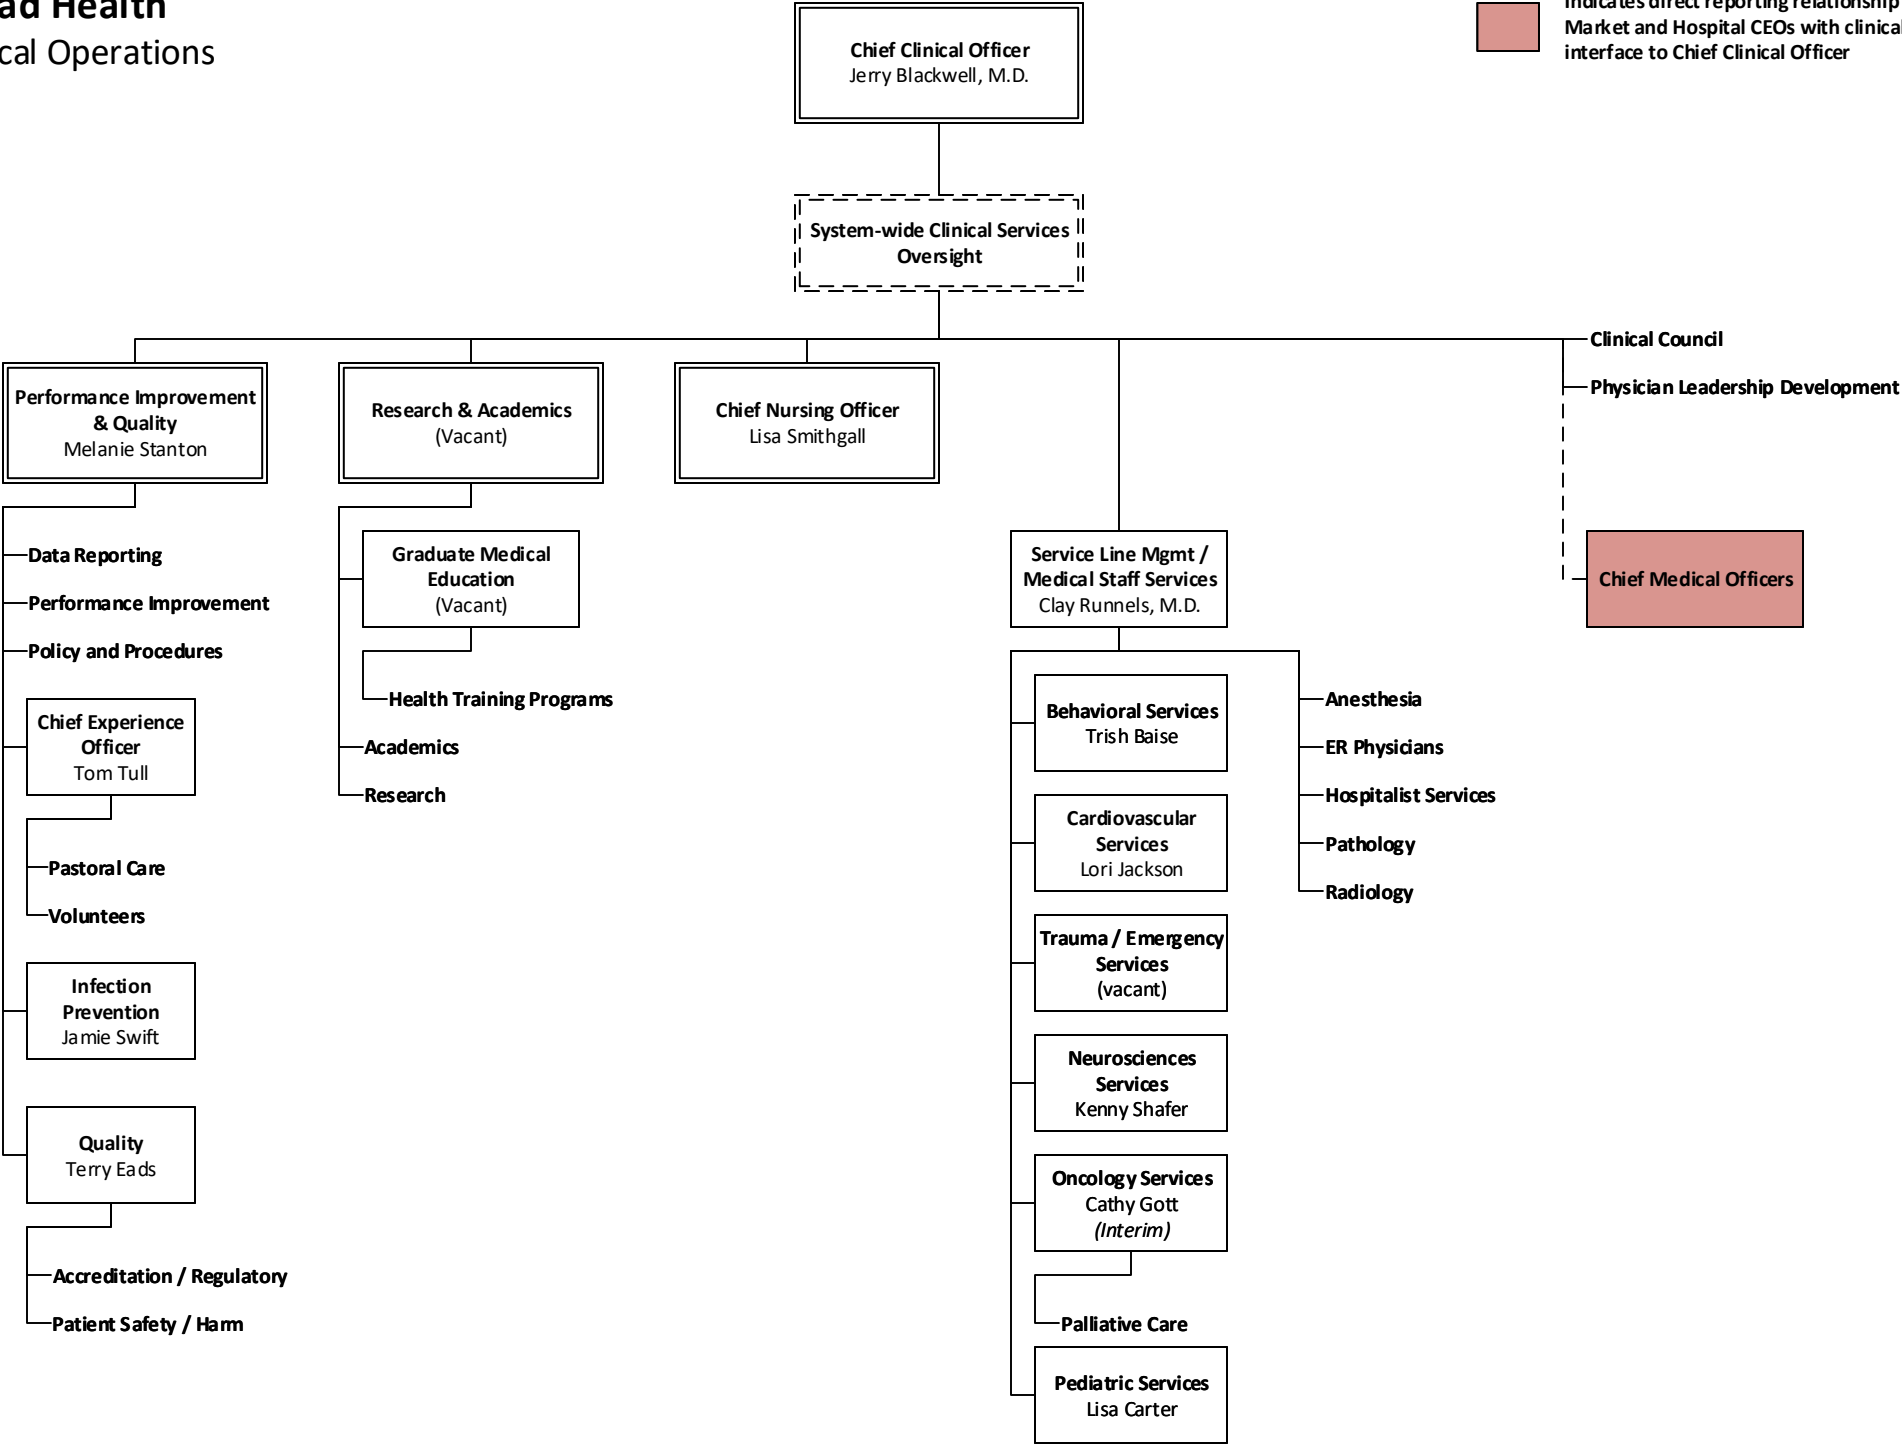 Health
Operations
Chief Clinical Officer
Jerry Blackwell, M.D.
Indicates direct reporting relationship
Market and Hospital CEOs with clinical
interface to Chief Clinical Officer
System-wide Clinical Services
Oversight
Clinical Council
Physician Leadership Development
Performance Improvement
& Quality
Melanie Stanton
Research & Academics
(Vacant)
Chief Nursing Officer
Lisa Smithgall
Data Reporting
Performance Improvement
Policy and Procedures
Chief Experience
Officer
Tom Tull
Pastoral Care
Volunteers
Infection
Prevention
Jamie Swift
Quality
Terry Eads
Accreditation / Regulatory
Patient Safety / Harm
Graduate Medical
Education
(Vacant)
Health Training Programs
Academics
Research
Service Line Mgmt /
Medical Staff Services
Clay Runnels, M.D.
Behavioral Services
Trish Baise
Cardiovascular
Services
Lori Jackson
Trauma / Emergency
Services
(vacant)
Neurosciences
Services
Kenny Shafer
Oncology Services
Cathy Gott
(Interim)
Palliative Care
Pediatric Services
Lisa Carter
Anesthesia
ER Physicians
Hospitalist Services
Pathology
Radiology
Chief Medical Officers